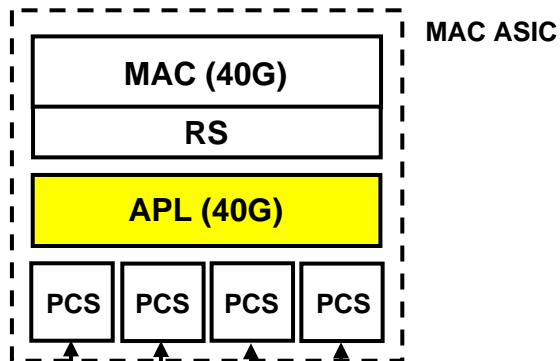 MAC ASIC
MAC (40G)
RS
APL (40G)
PCS PCS PCS PCS